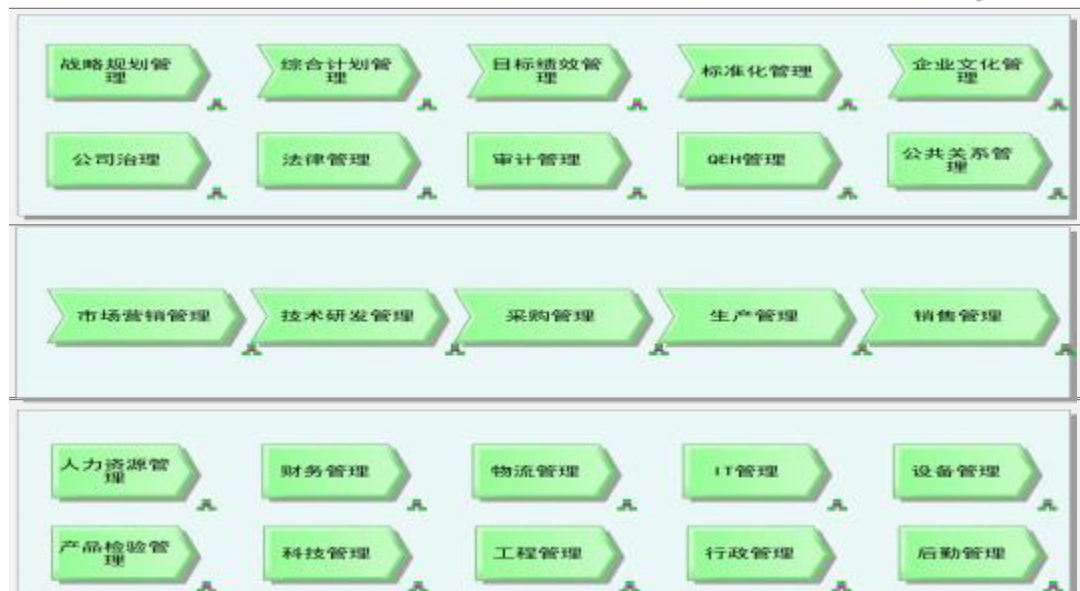 战略规划管
理
综合计划管
理
目标绩效管
理
标准化管理
企业文化管
理
公司治理
法律管理
审计管理
QEH管理
公共关系管
理
市场营销管理
技术研发管理
采购管理
生产管理
销售管理
人力资源管
理
财务管理
物流管理
IT管理
设备管理
产品检验管
理
科技管理
工程管理
行政管理
后勤管理